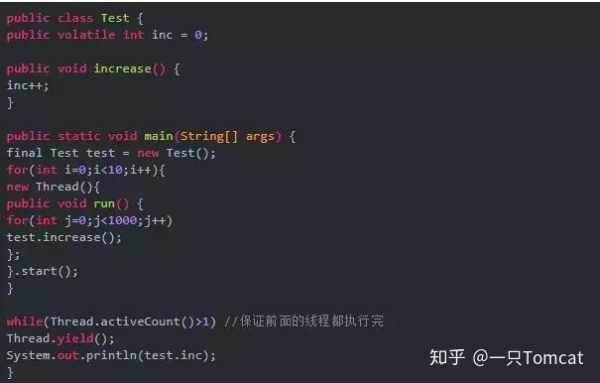 public class Test {
public volatile int inc = 0;
public void increase() {
inc++;
}
public static void main(String[] args) {
final Test test = new Test();
for(int i=0;i<10;i++){
new Thread(){
public void run() {
for(int j=0;j<1000;j++)
test.increase();
};
}.start();
}
while(Thread.activeCount()>1) //保证前面的线程都执行完
Thread.yield();
System.out.println(test.inc);
}
知乎 @一只Tomcat